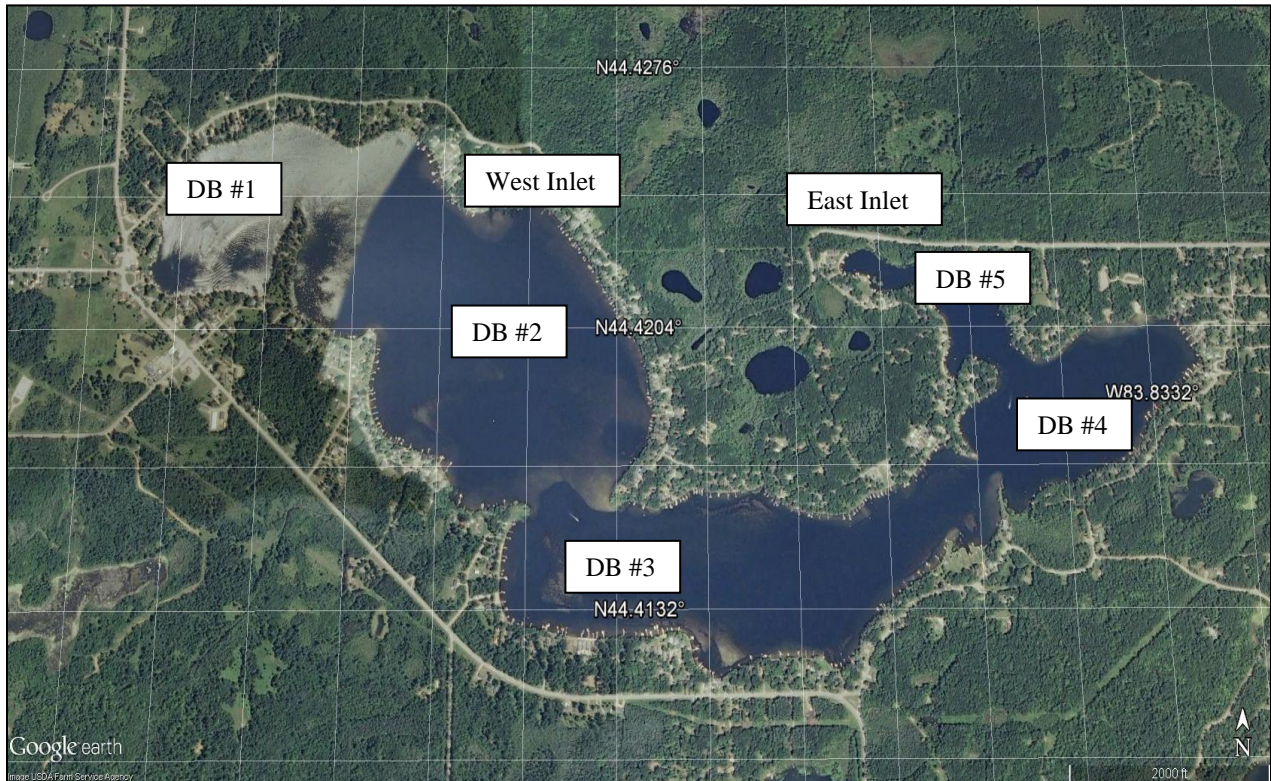 N44.4276°
DB #1
West Inlet
East Inlet
DB #5
DB #2
N44.4204°
W83.8332°
DB #4
DB #3
N44.4132°
Google earth
N
Image USDA Farm Service Agency
2000 ft